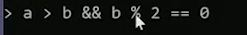 > a > b && b % 2 == 0